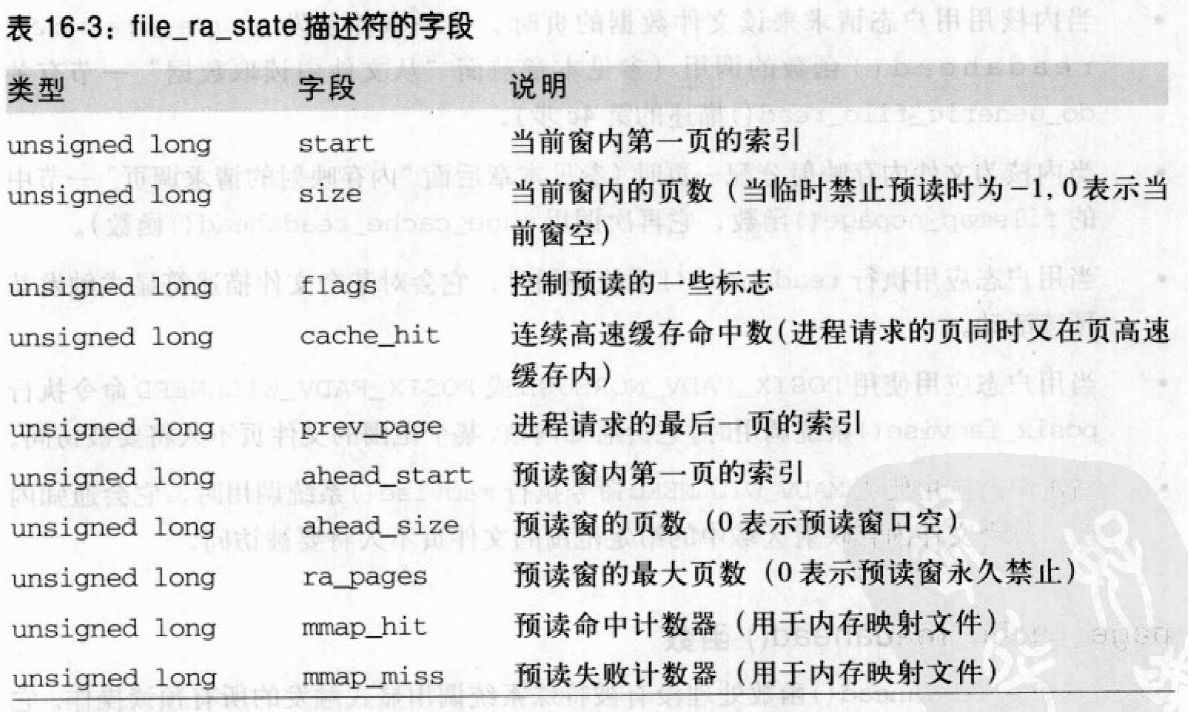 表 16-3：file_ra_state 描述符的字段
类型 字段 说明
unsigned long start 当前窗内第一页的索引
unsigned long size 当前窗内的页数（当临时禁止预读时为 –1，0 表示当
前窗空）
unsigned long flags 控制预读的一些标志
unsigned long cache_hit 连续高速缓存命中数（进程请求的页同时又在页高速
缓存内）
unsigned long prev_page 进程请求的最后一页的索引
unsigned long ahead_start 预读窗内第一页的索引
unsigned long ahead_size 预读窗的页数（0 表示预读窗口空）
unsigned long ra_pages 预读窗的最大页数（0 表示预读窗永久禁止）
unsigned long mmap_hit 预读命中计数器（用于内存映射文件）
unsigned long mmap_miss 预读失败计数器（用于内存映射文件）